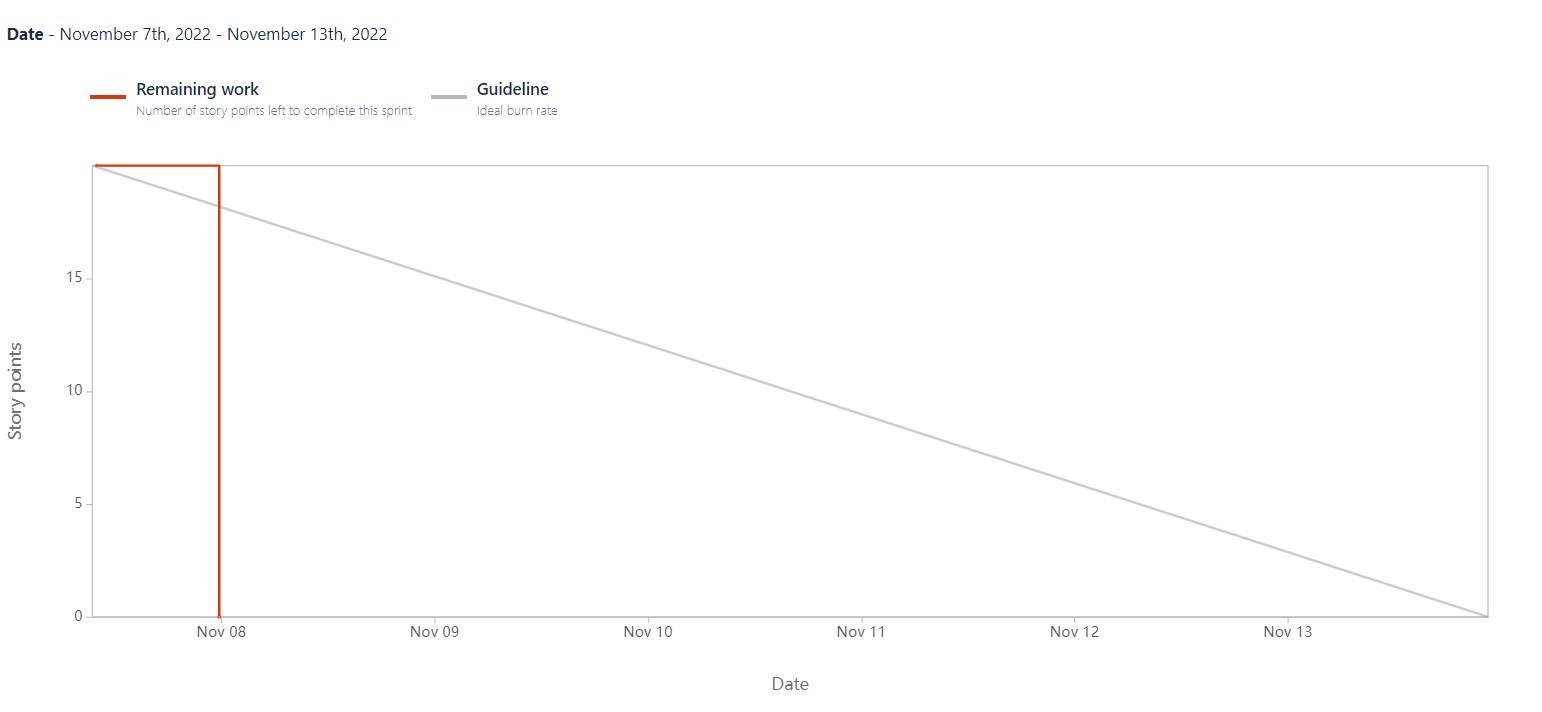 Date - November 7th, 2022 - November 13th, 2022
Remaining work
Number of story points left to complete this sprint
Guideline
Ideal burn rate
Story points
15
10
5
0
Nov 08
Nov 09
Nov 10
Nov 11
Nov 12
Nov 13
Date